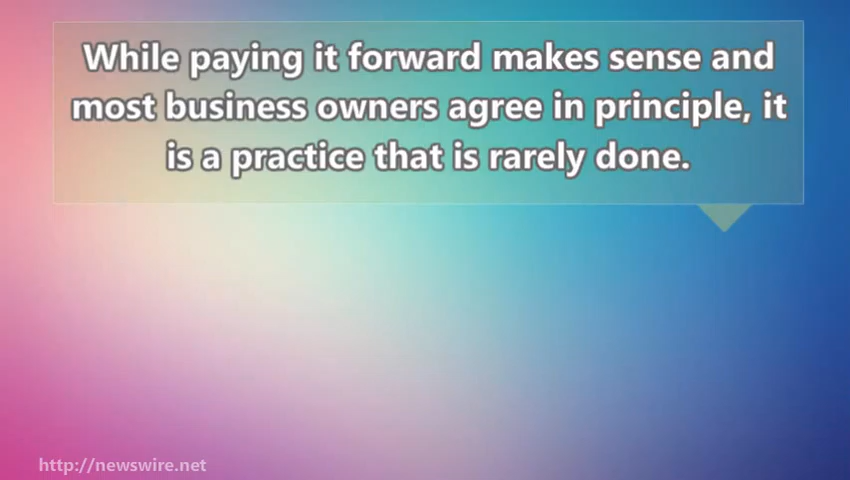 While paying it forward makes sense and
most business owners agree in principle, it
is a practice that is rarely done.
http://newswire.net